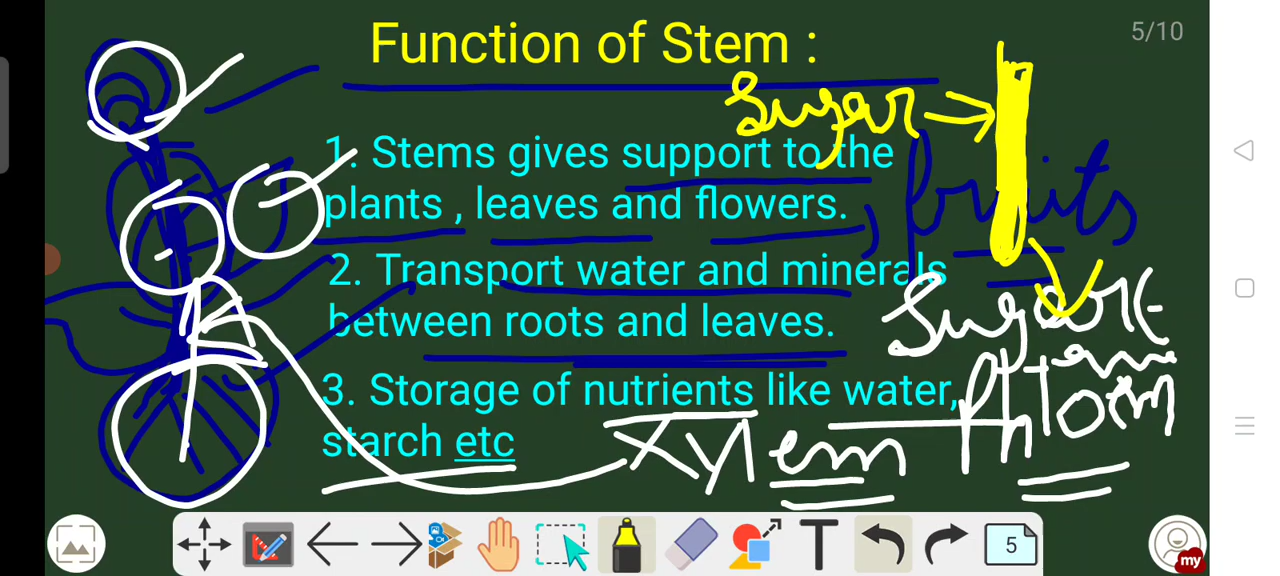 5/10
Function of Stem :
Sugar
1. Stems gives support to the
plants , leaves and flowers.
, fruits
2. Transport water and minerals
between roots and leaves.
3. Storage of nutrients like water,
starch etc
Xylem
Phloem
T
5
my